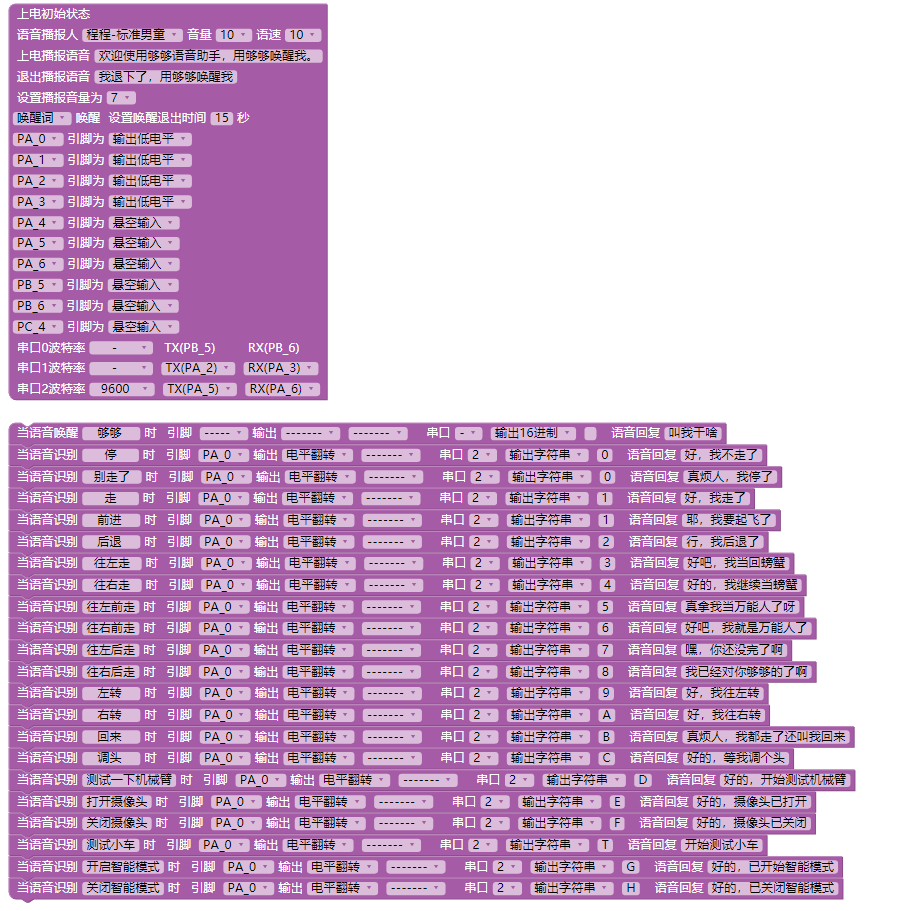 上电初始状态
语音播报人 程程-标准男童 音量 10 语速 10
上电播报语音 欢迎使用够够语音助手，用够够唤醒我。
退出播报语音 我退下了，用够够唤醒我
设置播报音量为 7
唤醒词 唤醒 设置唤醒退出时间 15 秒
PA_0 引脚为 输出低电平
PA_1 引脚为 输出低电平
PA_2 引脚为 输出低电平
PA_3 引脚为 输出低电平
PA_4 引脚为 悬空输入
PA_5 引脚为 悬空输入
PA_6 引脚为 悬空输入
PB_5 引脚为 悬空输入
PB_6 引脚为 悬空输入
PC_4 引脚为 悬空输入
串口0波特率 - TX(PB_5) RX(PB_6)
串口1波特率 - TX(PA_2) RX(PA_3)
串口2波特率 9600 TX(PA_5) RX(PA_6)
当语音唤醒 够够 时 引脚 ----- 输出 ------- ------- 串口 - 输出16进制 语音回复 叫我干啥
当语音识别 停 时 引脚 PA_0 输出 电平翻转 ------- 串口 2 输出字符串 0 语音回复 好，我不走了
当语音识别 别走了 时 引脚 PA_0 输出 电平翻转 ------- 串口 2 输出字符串 0 语音回复 真烦人，我停了
当语音识别 走 时 引脚 PA_0 输出 电平翻转 ------- 串口 2 输出字符串 1 语音回复 好，我走了
当语音识别 前进 时 引脚 PA_0 输出 电平翻转 ------- 串口 2 输出字符串 1 语音回复 耶，我要起飞了
当语音识别 后退 时 引脚 PA_0 输出 电平翻转 ------- 串口 2 输出字符串 2 语音回复 行，我后退了
当语音识别 往左走 时 引脚 PA_0 输出 电平翻转 ------- 串口 2 输出字符串 3 语音回复 好吧，我当回螃蟹
当语音识别 往右走 时 引脚 PA_0 输出 电平翻转 ------- 串口 2 输出字符串 4 语音回复 好的，我继续当螃蟹
当语音识别 往左前走 时 引脚 PA_0 输出 电平翻转 ------- 串口 2 输出字符串 5 语音回复 真拿我当万能人了呀
当语音识别 往右前走 时 引脚 PA_0 输出 电平翻转 ------- 串口 2 输出字符串 6 语音回复 好吧，我就是万能人了
当语音识别 往左后走 时 引脚 PA_0 输出 电平翻转 ------- 串口 2 输出字符串 7 语音回复 嘿，你还没完了啊
当语音识别 往右后走 时 引脚 PA_0 输出 电平翻转 ------- 串口 2 输出字符串 8 语音回复 我已经对你够够的了啊
当语音识别 左转 时 引脚 PA_0 输出 电平翻转 ------- 串口 2 输出字符串 9 语音回复 好，我往左转
当语音识别 右转 时 引脚 PA_0 输出 电平翻转 ------- 串口 2 输出字符串 A 语音回复 好，我往右转
当语音识别 回来 时 引脚 PA_0 输出 电平翻转 ------- 串口 2 输出字符串 B 语音回复 真烦人，我都走了还叫我回来
当语音识别 调头 时 引脚 PA_0 输出 电平翻转 ------- 串口 2 输出字符串 C 语音回复 好的，等我调个头
当语音识别 测试一下机械臂 时 引脚 PA_0 输出 电平翻转 ------- 串口 2 输出字符串 D 语音回复 好的，开始测试机械臂
当语音识别 打开摄像头 时 引脚 PA_0 输出 电平翻转 ------- 串口 2 输出字符串 E 语音回复 好的，摄像头已打开
当语音识别 关闭摄像头 时 引脚 PA_0 输出 电平翻转 ------- 串口 2 输出字符串 F 语音回复 好的，摄像头已关闭
当语音识别 测试小车 时 引脚 PA_0 输出 电平翻转 ------- 串口 2 输出字符串 T 语音回复 开始测试小车
当语音识别 开启智能模式 时 引脚 PA_0 输出 电平翻转 ------- 串口 2 输出字符串 G 语音回复 好的，已开始智能模式
当语音识别 关闭智能模式 时 引脚 PA_0 输出 电平翻转 ------- 串口 2 输出字符串 H 语音回复 好的，已关闭智能模式